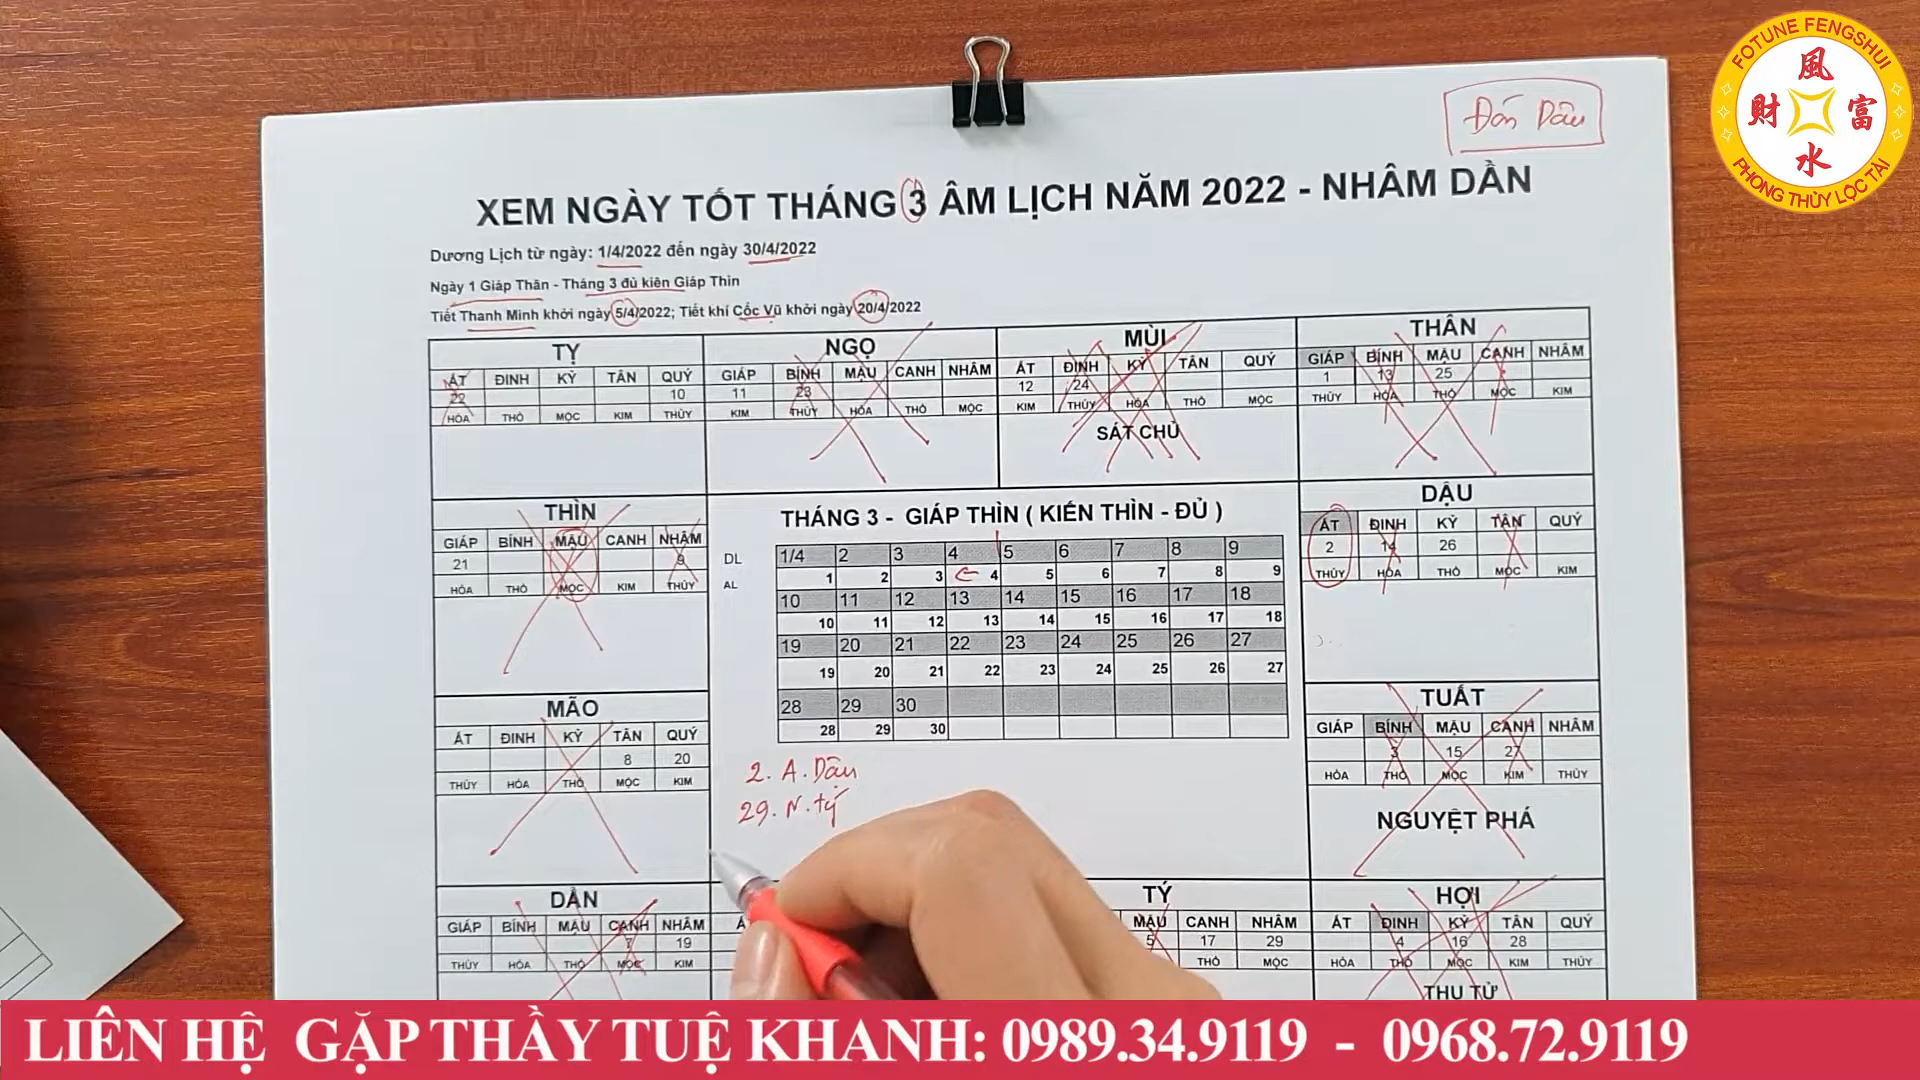 FOTUNE FENGSHUI
風
財 富
水
PHONG THỦY LỘC TÀI
Đón Dâu
XEM NGÀY TỐT THÁNG 3 ÂM LỊCH NĂM 2022 - NHÂM DẦN
Dương Lịch từ ngày: 1/4/2022 đến ngày 30/4/2022
Ngày 1 Giáp Thân - Tháng 3 đủ kiên Giáp Thìn
Tiết Thanh Minh khởi ngày 5/4/2022; Tiết khí Cốc Vũ khởi ngày 20/4/2022
TỴ
ẤT ĐINH KỶ TÂN QUÝ
22 10
HỎA THỔ MỘC KIM THỦY
NGỌ
GIÁP BÍNH MẬU CANH NHÂM
11 23
KIM THỦY HỎA THỔ MỘC
MÙI
ẤT ĐINH KỶ TÂN QUÝ
12 24
KIM THỦY HỎA THỔ MỘC
SÁT CHỦ
THÂN
GIÁP BÍNH MẬU CANH NHÂM
1 13 25
THỦY HỎA THỔ MỘC KIM
THÌN
GIÁP BÍNH MẬU CANH NHÂM
21 9
HỎA THỔ MỘC KIM THỦY
THÁNG 3 - GIÁP THÌN ( KIẾN THÌN - ĐỦ )
DL 1/4 2 3 4 5 6 7 8 9
AL 1 2 3 4 5 6 7 8 9
10 11 12 13 14 15 16 17 18
10 11 12 13 14 15 16 17 18
19 20 21 22 23 24 25 26 27
19 20 21 22 23 24 25 26 27
28 29 30
28 29 30
DẬU
ẤT ĐINH KỶ TÂN QUÝ
2 14 26
THỦY HỎA THỔ MỘC KIM
MÃO
ẤT ĐINH KỶ TÂN QUÝ
8 20
THỦY HỎA THỔ MỘC KIM
2. A. Dậu
29. N. tý
TUẤT
GIÁP BÍNH MẬU CANH NHÂM
3 15 27
HỎA THỔ MỘC KIM THỦY
NGUYỆT PHÁ
DẦN
GIÁP BÍNH MẬU CANH NHÂM
7 19
THỦY HỎA THỔ MỘC KIM
TÝ
MẬU CANH NHÂM
5 17 29
THỔ MỘC
HỢI
ẤT ĐINH KỶ TÂN QUÝ
4 16 28
HỎA THỔ MỘC KIM THỦY
THỤ TỬ
LIÊN HỆ GẶP THẦY TUỆ KHANH: 0989.34.9119 - 0968.72.9119